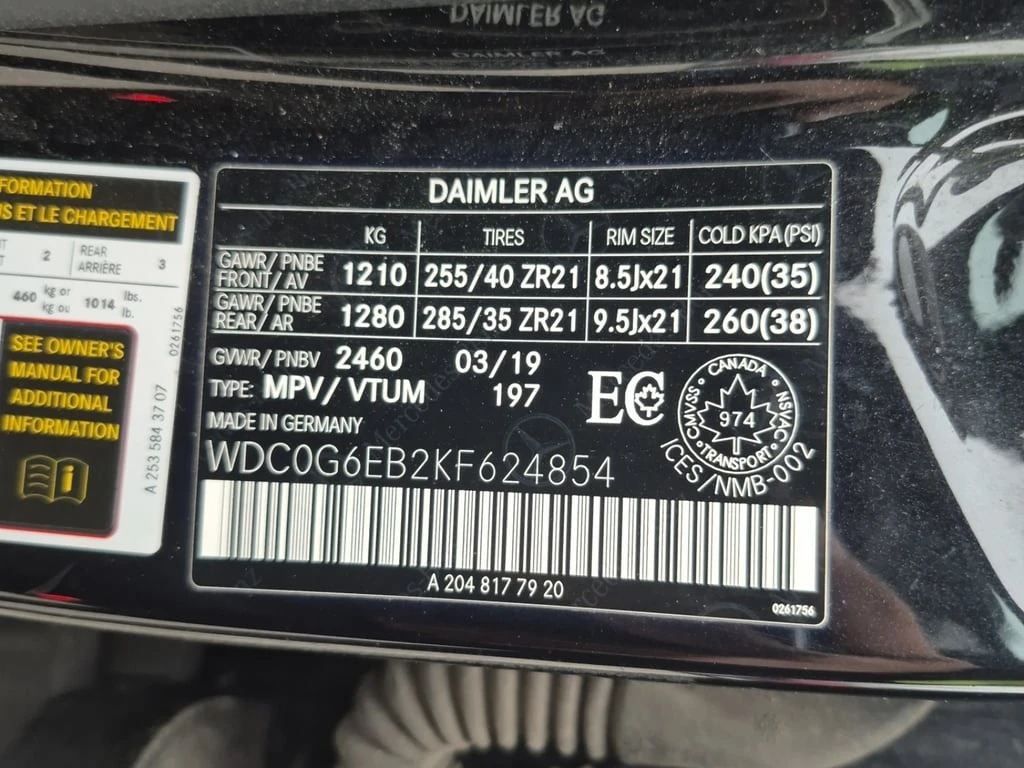 DAIMLER AG
DAIMLER AG
FORMATION
S ET LE CHARGEMENT
2 REAR ARRIÈRE 3
460 kg or kg ou 1014 lbs. lb.
SEE OWNER'S
MANUAL FOR
ADDITIONAL
INFORMATION
0261756
A 253 584 37 07
DAIMLER AG
KG TIRES RIM SIZE COLD KPA(PSI)
GAWR/ PNBE
FRONT/ AV 1210 255/40 ZR21 8.5Jx21 240(35)
GAWR/ PNBE
REAR/ AR 1280 285/35 ZR21 9.5Jx21 260(38)
GVWR/ PNBV 2460 03/19
TYPE: MPV/ VTUM 197
MADE IN GERMANY
WDC0G6EB2KF624854
EC
CANADA
CMVSS NSVAC
974
TRANSPORT
ICES/NMB-002
A 204 817 79 20
0261756